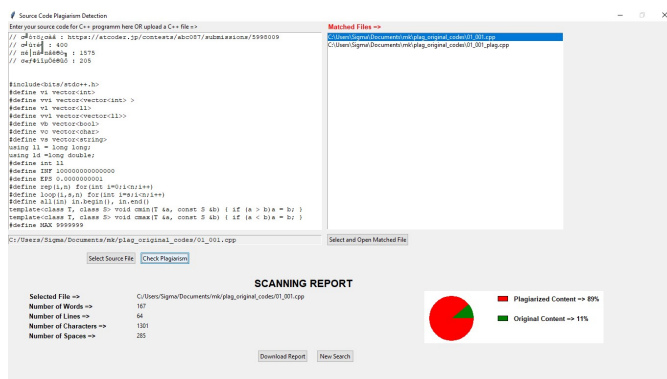 Source Code Plagiarism Detection
Enter your source code for C++ programm here OR upload a C++ file =>
Matched Files =>
// : https://atcoder.jp/contests/abc087/submissions/5998009
// : 400
// : 1575
// : 205
#include<bits/stdc++.h>
#define vi vector<int>
#define vvi vector<vector<int> >
#define vl vector<ll>
#define vvl vector<vector<ll>>
#define vb vector<bool>
#define vc vector<char>
#define vs vector<string>
using ll = long long;
using ld =long double;
#define int ll
#define INF
#define EPS 0.0000000001
#define rep(i,n) for(int i=0;i<n;i++)
#define loop(i,s,n) for(int i=s;i<n;i++)
#define all(in) in.begin(), in.end()
template<class T, class S> void cmin(T &a, const S &b) { if (a > b)a = b; }
template<class T, class S> void cmax(T &a, const S &b) { if (a < b)a = b; }
#define MAX 9999999
C:\Users\Sigma\Documents\mk\plag_original_codes\01_001.cpp
C:\Users\Sigma\Documents\mk\plag_original_codes\01_001_plag.cpp
C:/Users/Sigma/Documents/mk/plag_original_codes/01_001.cpp
Select and Open Matched File
Select Source File
Check Plagiarism
SCANNING REPORT
Selected File => C:/Users/Sigma/Documents/mk/plag_original_codes/01_001.cpp
Number of Words => 167
Number of Lines => 64
Number of Characters => 1301
Number of Spaces => 285
Plagiarized Content => 89%
Original Content => 11%
Download Report
New Search